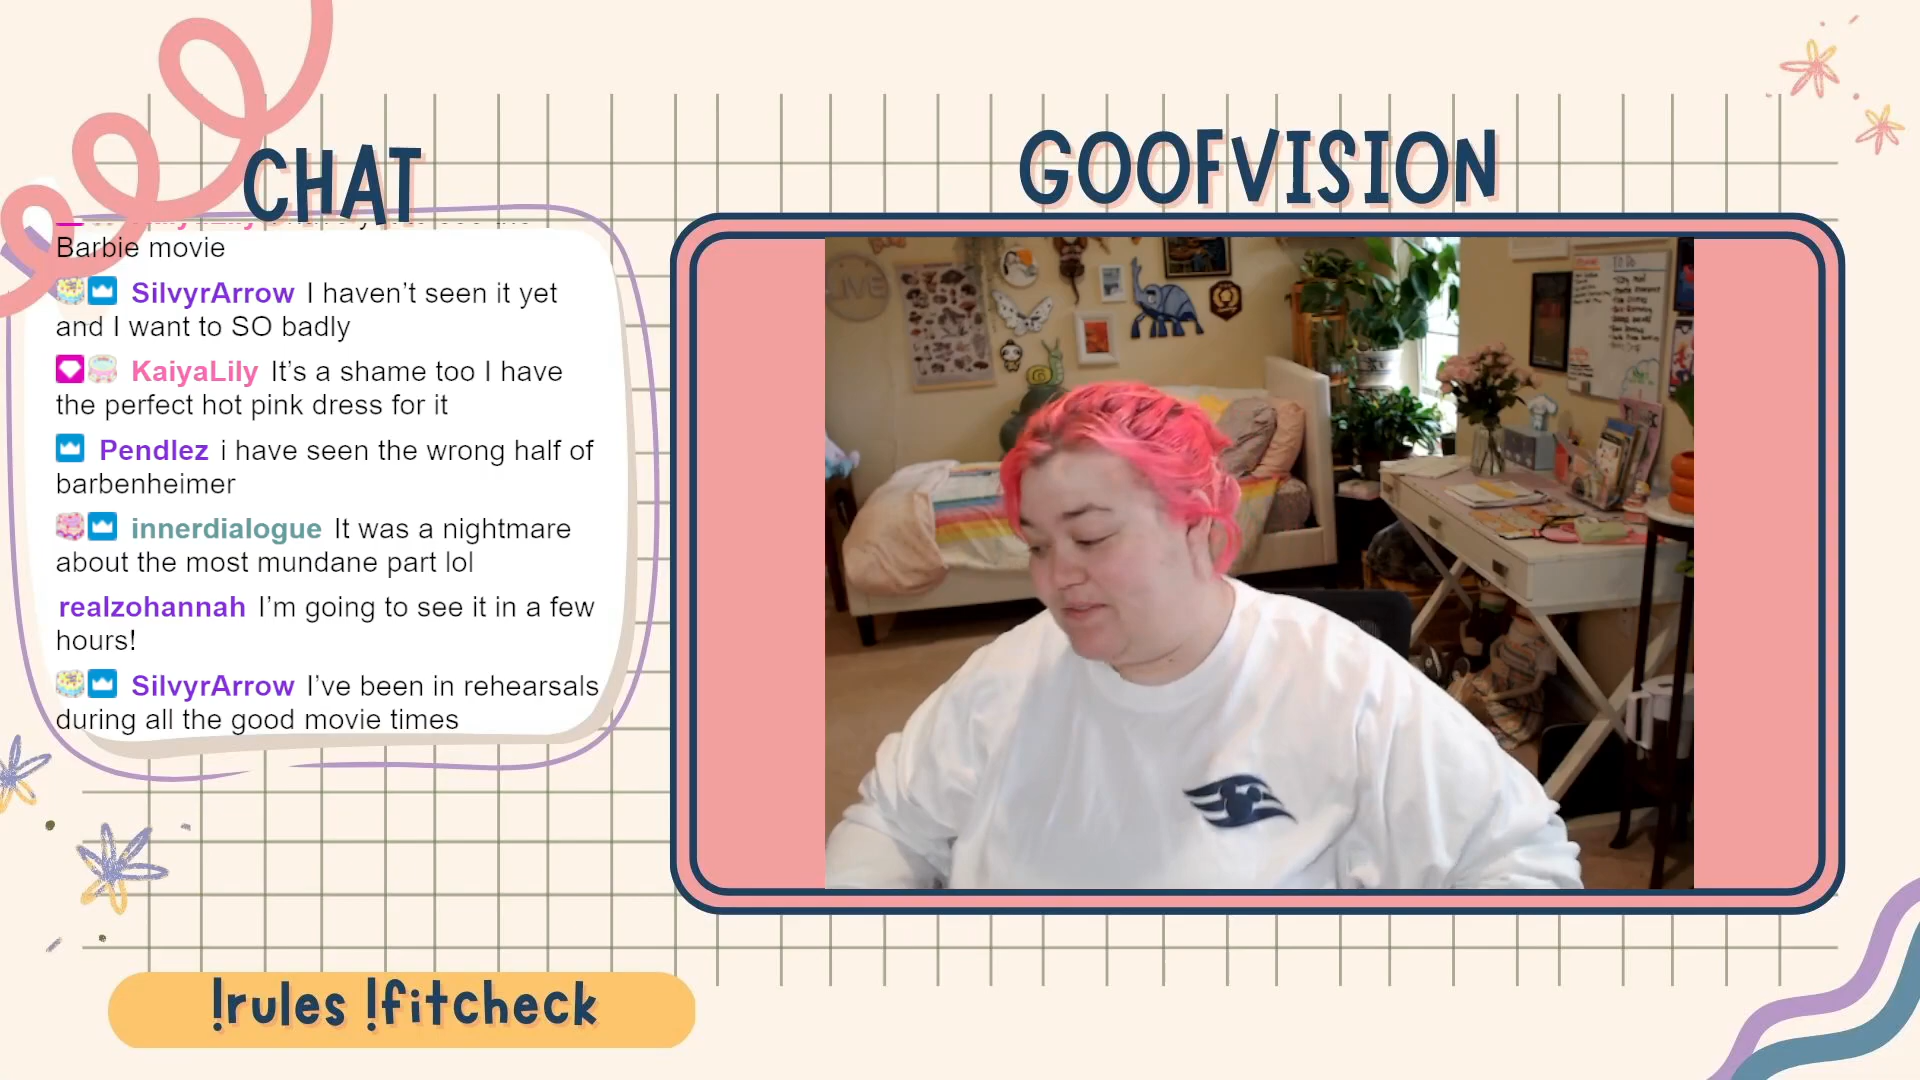 CHAT
GOOFVISION
Barbie movie
SilvyrArrow I haven’t seen it yet
and I want to SO badly
KaiyaLily It’s a shame too I have
the perfect hot pink dress for it
Pendlez i have seen the wrong half of
barbenheimer
innerdialogue It was a nightmare
about the most mundane part lol
realzohannah I’m going to see it in a few
hours!
SilvyrArrow I’ve been in rehearsals
during all the good movie times
!rules !fitcheck
To Do